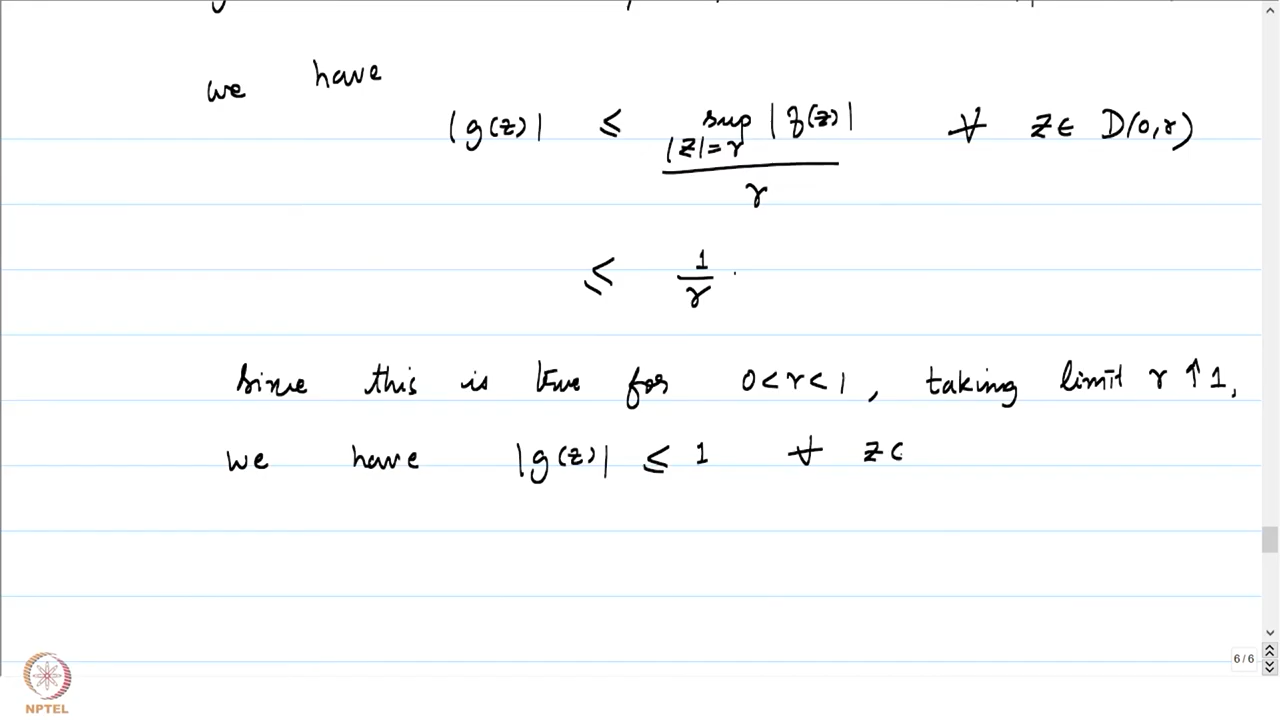 we have
|g(z)| ≤ sup |f(z)| ∀ z∈ D(0,r)
|z|=r
r
≤ 1/r .
Since this is true for 0<r<1, taking limit r↑1,
we have |g(z)| ≤ 1 ∀ z
6/6
NPTEL